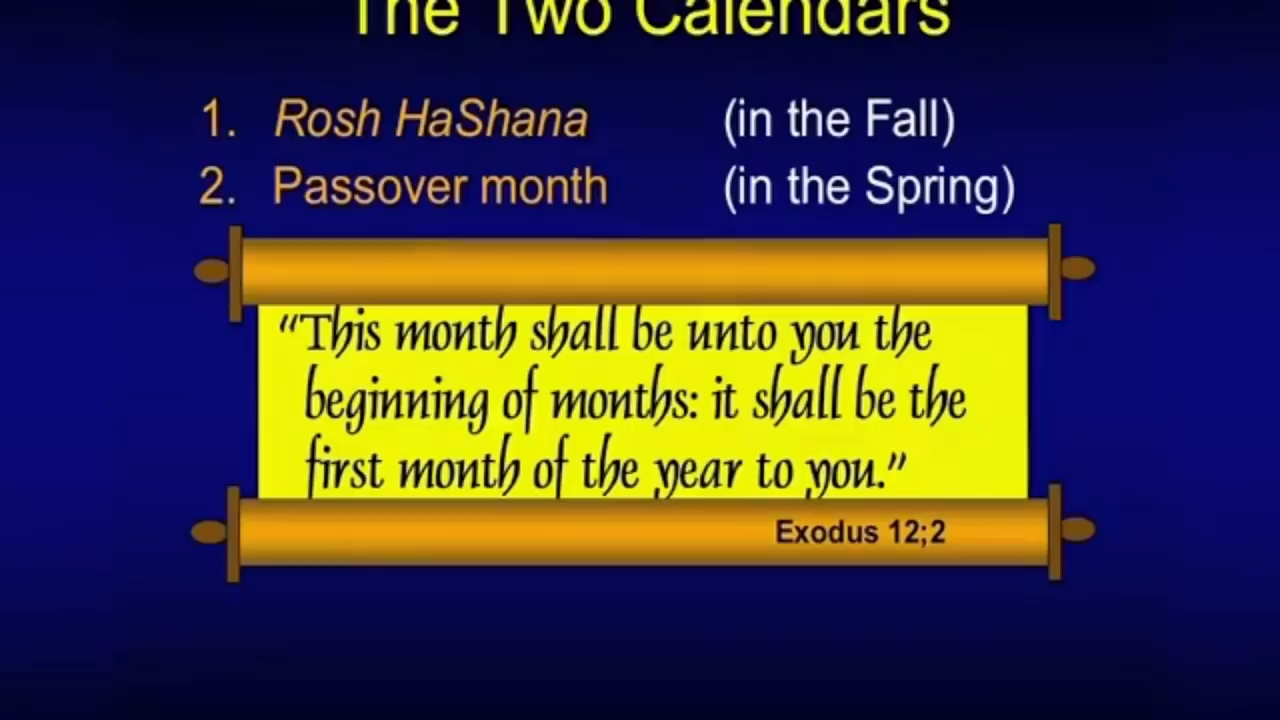 The Two Calendars
1. Rosh HaShana (in the Fall)
2. Passover month (in the Spring)
“This month shall be unto you the
beginning of months: it shall be the
first month of the year to you.”
Exodus 12;2